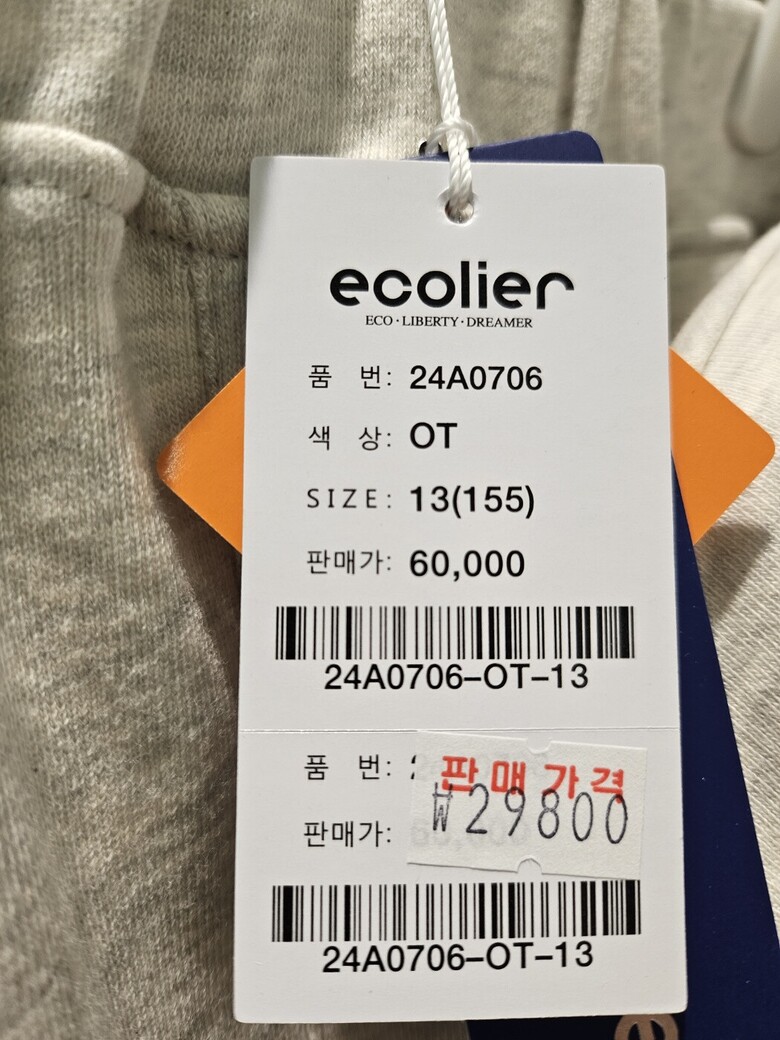 ecolier
ECO·LIBERTY·DREAMER
품 번: 24A0706
색 상: OT
SIZE: 13(155)
판매가: 60,000
24A0706-OT-13
품 번:
판매가격
판매가: ₩29800
24A0706-OT-13
e